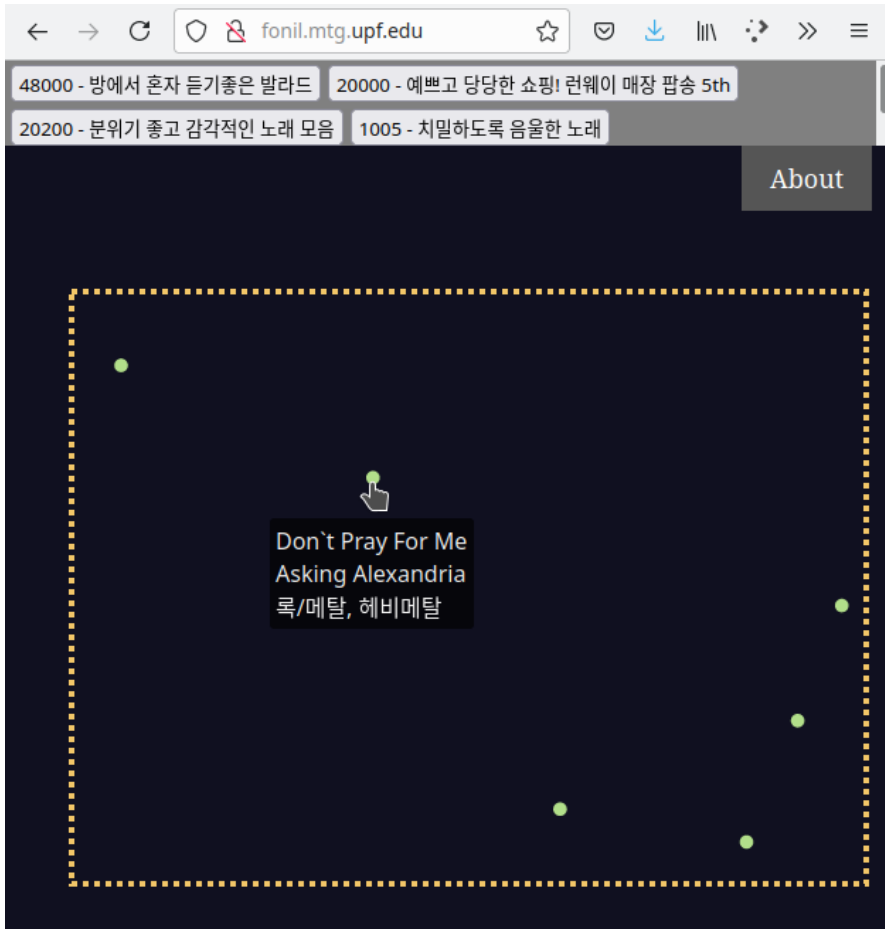 fonil.mtg.upf.edu
48000 - 방에서 혼자 듣기좋은 발라드
20000 - 예쁘고 당당한 쇼핑! 런웨이 매장 팝송 5th
20200 - 분위기 좋고 감각적인 노래 모음
1005 - 치밀하도록 음울한 노래
About
Don`t Pray For Me
Asking Alexandria
록/메탈, 헤비메탈